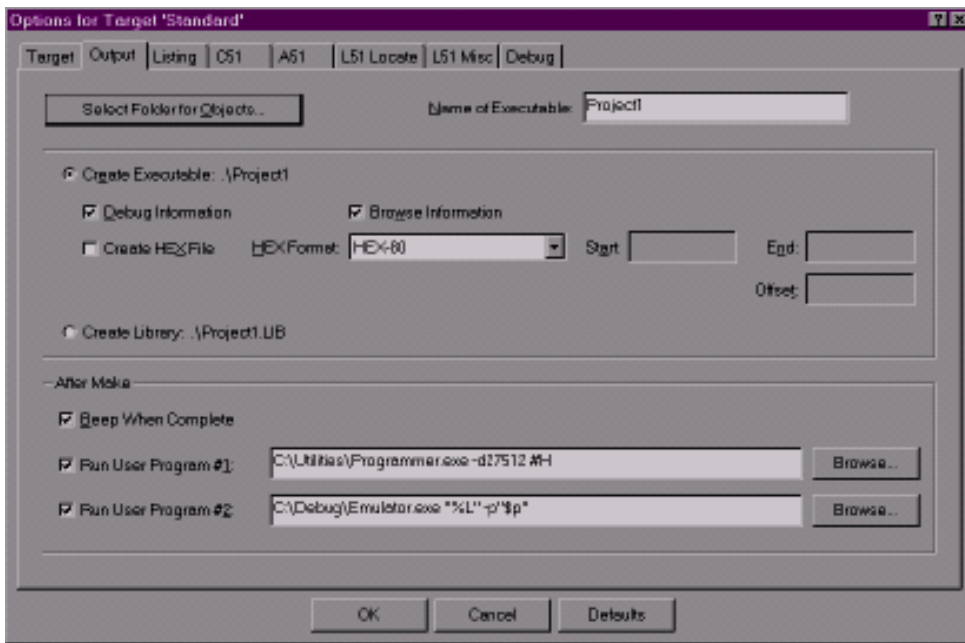 Options for Target 'Standard'
Target Output Listing C51 A51 L51 Locate L51 Misc Debug
Select Folder for Objects... Name of Executable: Project1
Create Executable: .\Project1
Debug Information Browse Information
Create HEX File HEX Format: HEX-80 Start: End:
Offset:
Create Library: .\Project1.LIB
After Make
Beep When Complete
Run User Program #1: C:\Utilities\Programmer.exe -d27512 #H Browse...
Run User Program #2: C:\Debug\Emulator.exe "%L" -p"$p" Browse...
OK Cancel Defaults